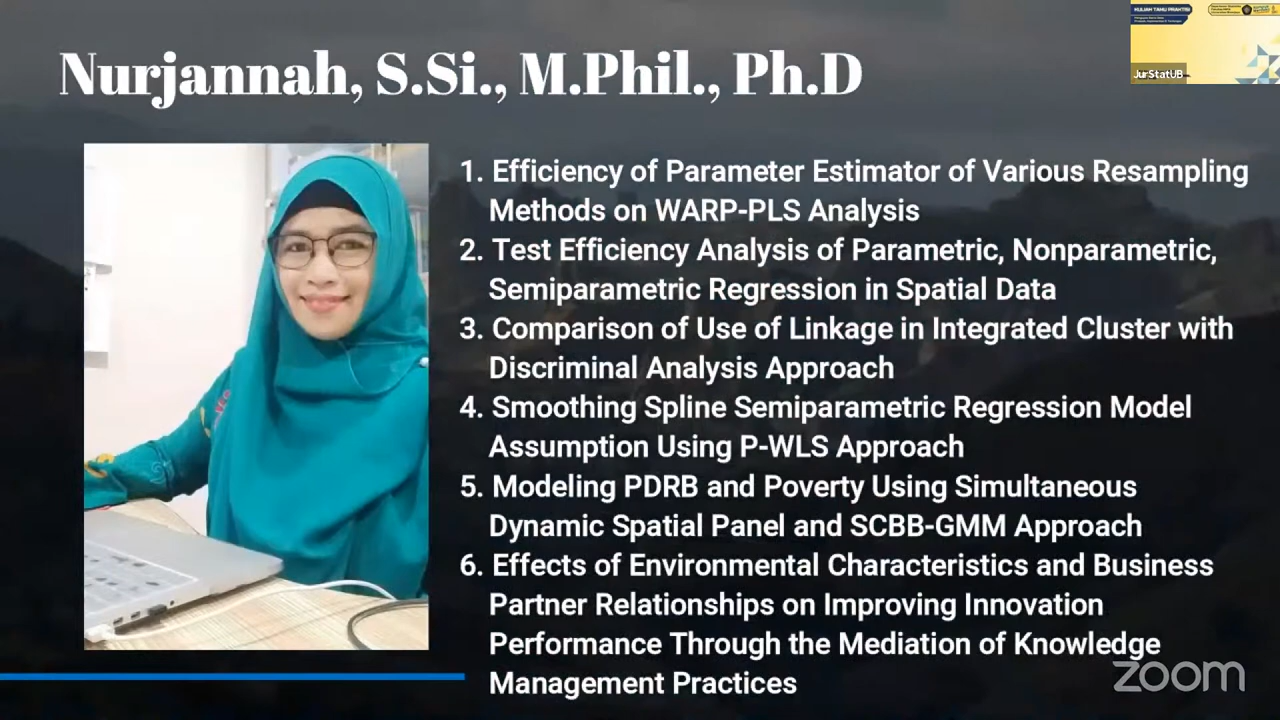 Nurjannah, S.Si., M.Phil., Ph.D
KULIAH TAMU PRAKTISI
JurStatUB
1. Efficiency of Parameter Estimator of Various Resampling
Methods on WARP-PLS Analysis
2. Test Efficiency Analysis of Parametric, Nonparametric,
Semiparametric Regression in Spatial Data
3. Comparison of Use of Linkage in Integrated Cluster with
Discriminal Analysis Approach
4. Smoothing Spline Semiparametric Regression Model
Assumption Using P-WLS Approach
5. Modeling PDRB and Poverty Using Simultaneous
Dynamic Spatial Panel and SCBB-GMM Approach
6. Effects of Environmental Characteristics and Business
Partner Relationships on Improving Innovation
Performance Through the Mediation of Knowledge
Management Practices
zoom